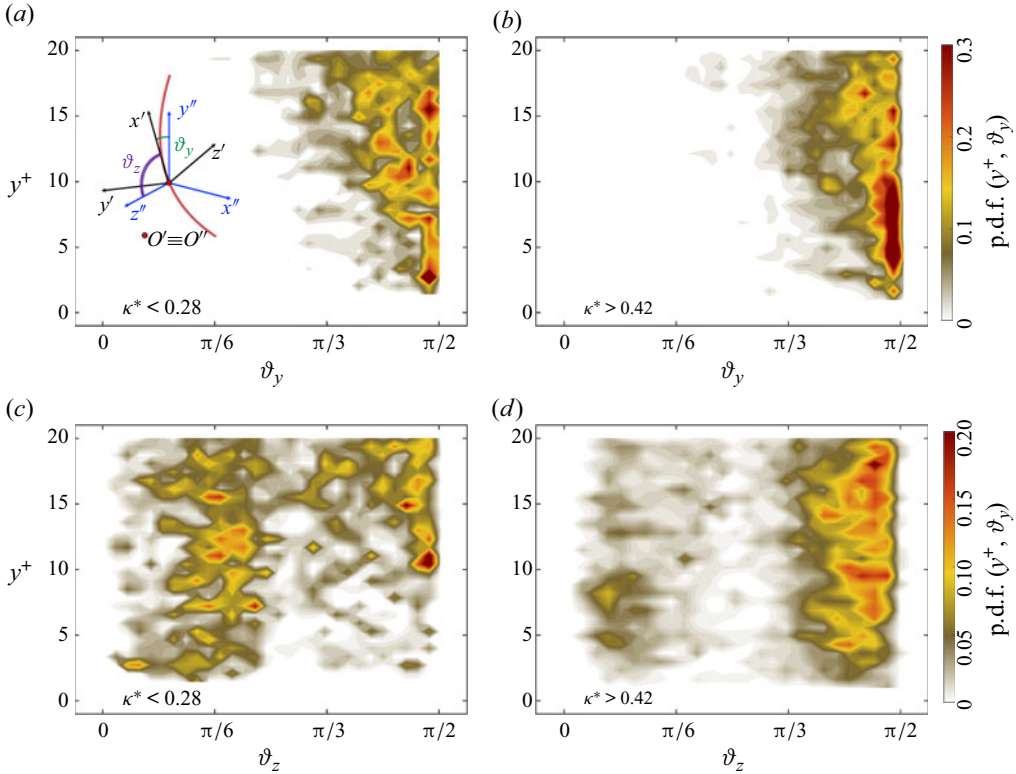 (a)
(b)
20
15
10
5
0
y+
x′
y″
ϑy
z′
ϑz
y′
z″
x″
O′≡O″
κ* < 0.28
0
π/6
π/3
π/2
ϑy
20
15
10
5
0
κ* > 0.42
0
π/6
π/3
π/2
ϑy
0.3
0.2
0.1
0
p.d.f. (y+, ϑy)
(c)
(d)
20
15
10
5
0
y+
κ* < 0.28
0
π/6
π/3
π/2
ϑz
20
15
10
5
0
κ* > 0.42
0
π/6
π/3
π/2
ϑz
0.20
0.15
0.10
0.05
0
p.d.f. (y+, ϑy)